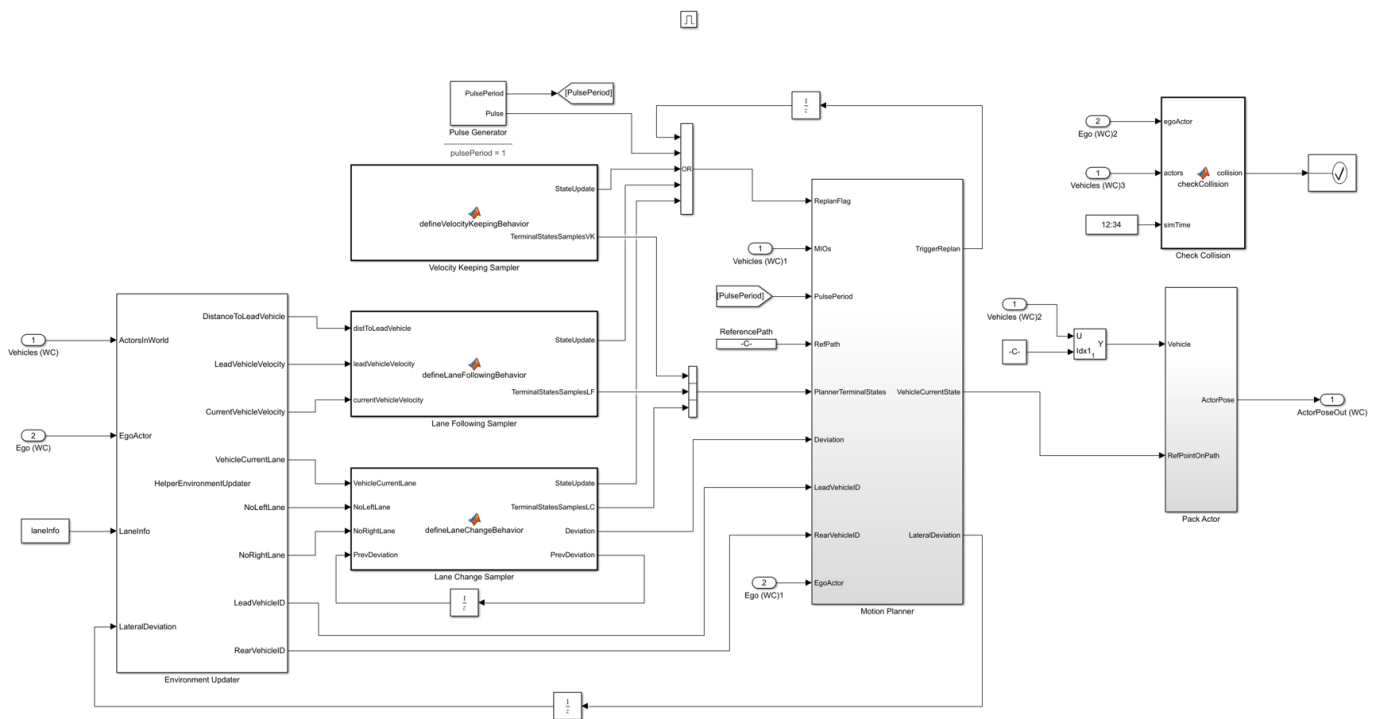 PulsePeriod
Pulse
Pulse Generator
pulsePeriod = 1
[PulsePeriod]
1
z
OR
StateUpdate
defineVelocityKeepingBehavior
TerminalStatesSamplesVK
Velocity Keeping Sampler
1
Vehicles (WC)
2
Ego (WC)
laneInfo
ActorsInWorld
EgoActor
LaneInfo
LateralDeviation
HelperEnvironmentUpdater
DistanceToLeadVehicle
LeadVehicleVelocity
CurrentVehicleVelocity
VehicleCurrentLane
NoLeftLane
NoRightLane
LeadVehicleID
RearVehicleID
Environment Updater
distToLeadVehicle
leadVehicleVelocity
currentVehicleVelocity
defineLaneFollowingBehavior
StateUpdate
TerminalStatesSamplesLF
Lane Following Sampler
VehicleCurrentLane
NoLeftLane
NoRightLane
PrevDeviation
defineLaneChangeBehavior
StateUpdate
TerminalStatesSamplesLC
Deviation
PrevDeviation
Lane Change Sampler
1
z
1
z
1
Vehicles (WC)1
[PulsePeriod]
ReferencePath
-C-
2
Ego (WC)1
ReplanFlag
MIOs
PulsePeriod
RefPath
PlannerTerminalStates
Deviation
LeadVehicleID
RearVehicleID
EgoActor
TriggerReplan
VehicleCurrentState
LateralDeviation
Motion Planner
2
Ego (WC)2
1
Vehicles (WC)3
12:34
egoActor
actors
simTime
checkCollision
collision
Check Collision
1
Vehicles (WC)2
-C-
U
Idx1
1
Y
Vehicle
RefPointOnPath
ActorPose
Pack Actor
1
ActorPoseOut (WC)